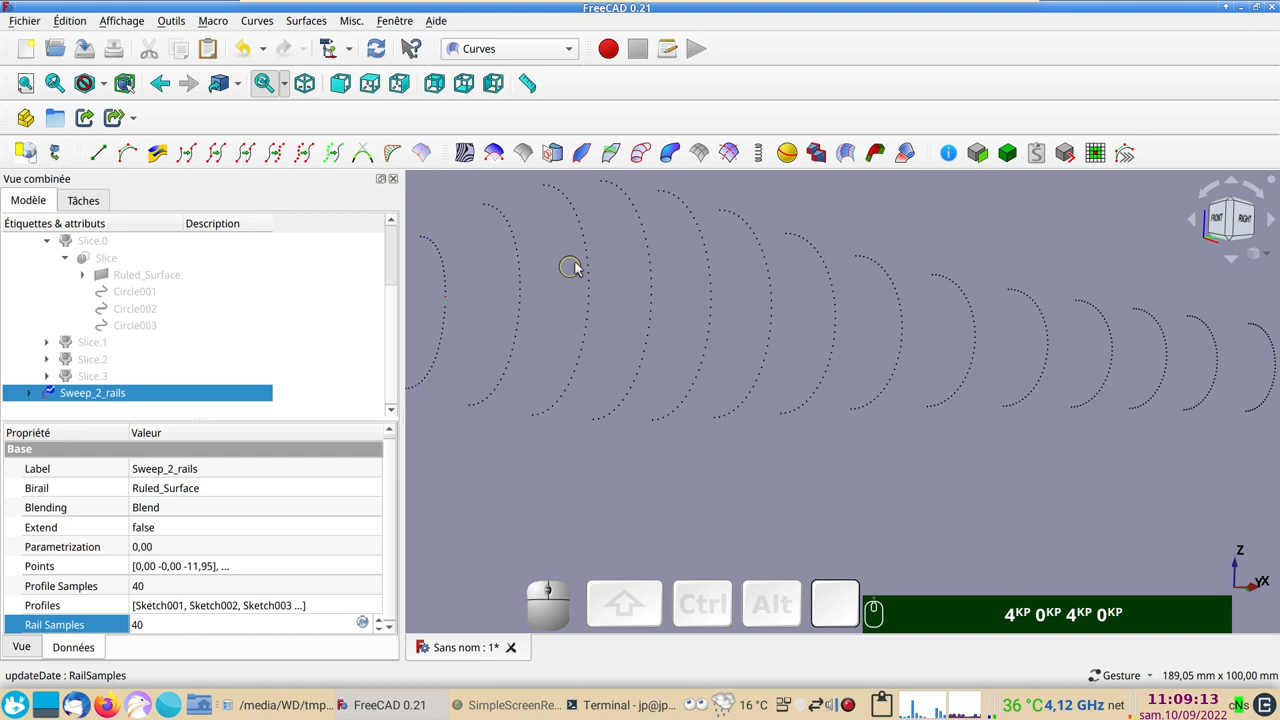 FreeCAD 0.21
Fichier Édition Affichage Outils Macro Curves Surfaces Misc. Fenêtre Aide
Curves
Vue combinée
Modèle Tâches
Étiquettes & attributs Description
Slice.0
Slice
Ruled_Surface
Circle001
Circle002
Circle003
Slice.1
Slice.2
Slice.3
Sweep_2_rails
Propriété Valeur
Base
Label Sweep_2_rails
Birail Ruled_Surface
Blending Blend
Extend false
Parametrization 0,00
Points [0,00 -0,00 -11,95], ...
Profile Samples 40
Profiles [Sketch001, Sketch002, Sketch003 ...]
Rail Samples 40
Vue Données
FRONT RIGHT
Z
YX
Ctrl Alt
4KP 0KP 4KP 0KP
Sans nom : 1*
updateDate : RailSamples
Gesture 189,05 mm x 100,00 mm
/media/WD/tmp... FreeCAD 0.21 SimpleScreenRe... Terminal - jp@jp... 16 °C 36 °C 4,12 GHz net 11:09:13
sam.10/09/2022
cNs